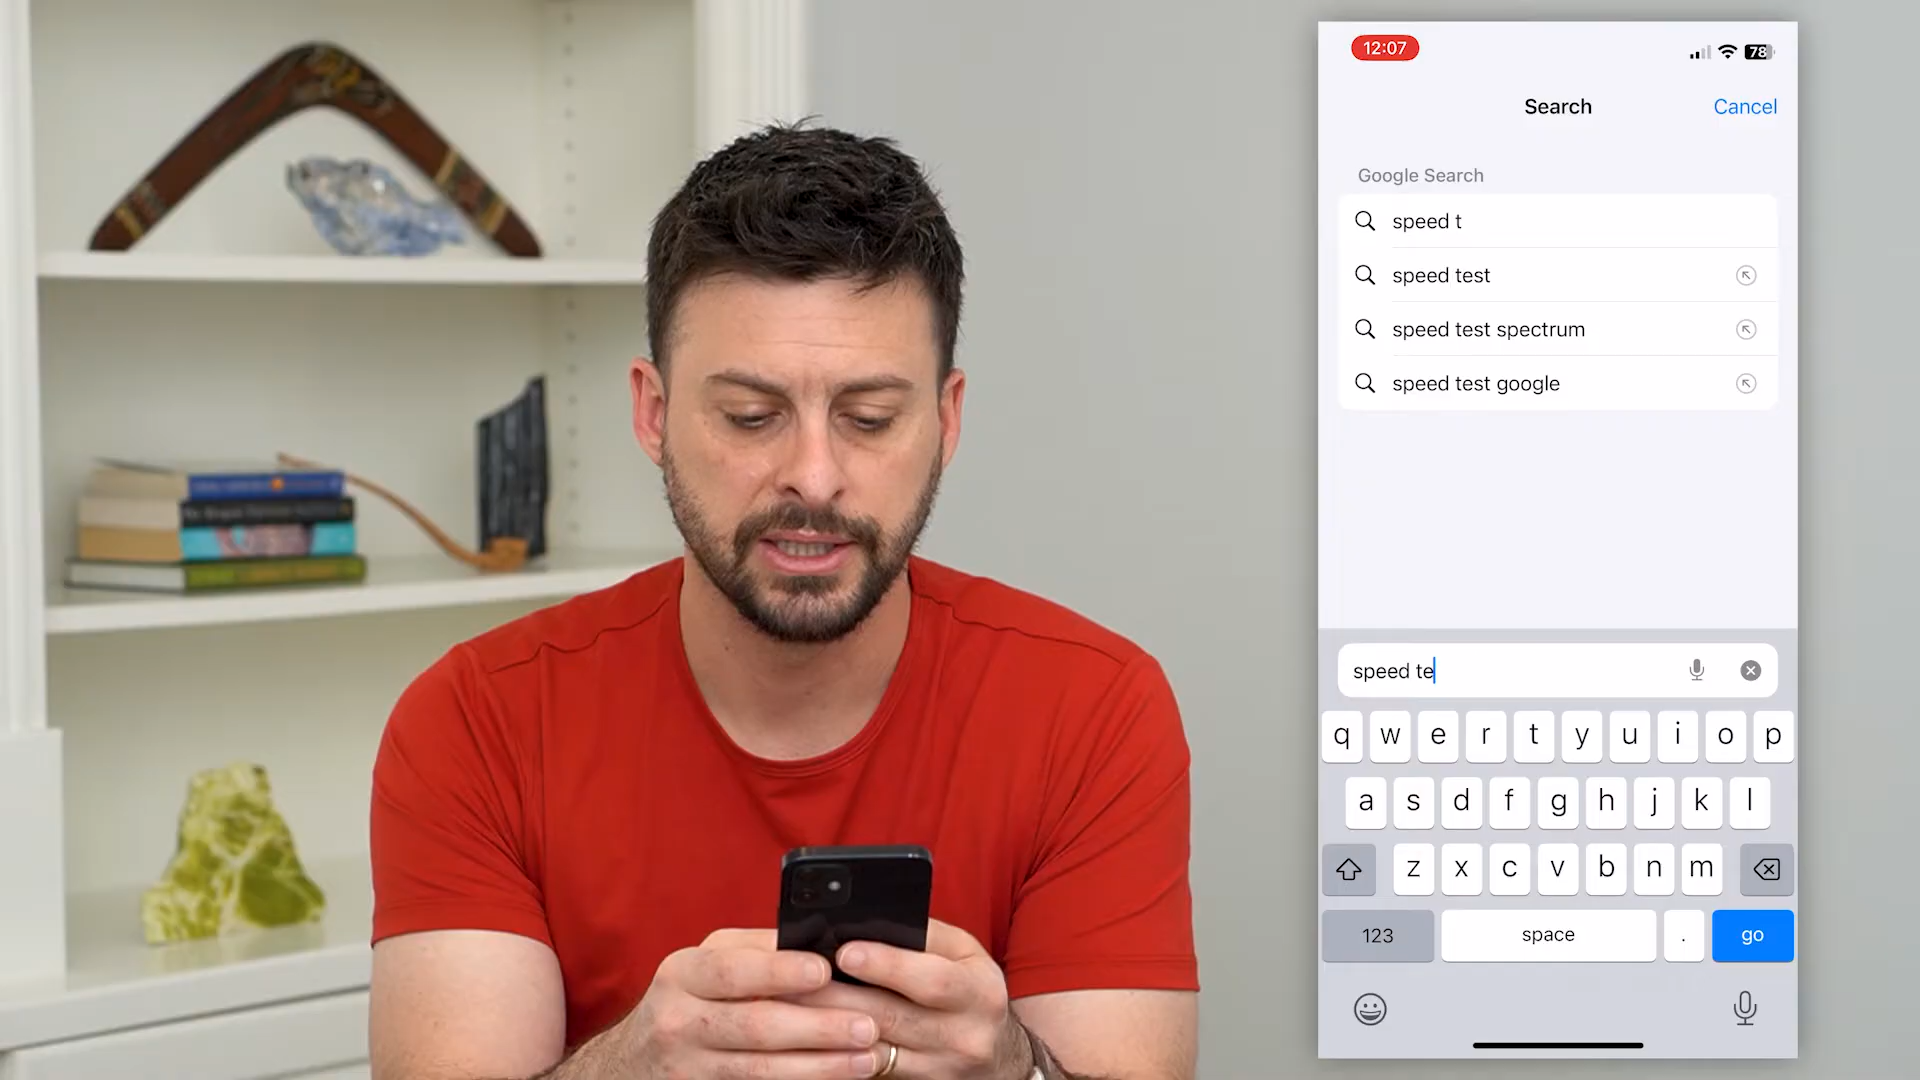 12:07
78
Search
Cancel
Google Search
speed t
speed test
speed test spectrum
speed test google
speed te
q w e r t y u i o p
a s d f g h j k l
z x c v b n m
123 space . go